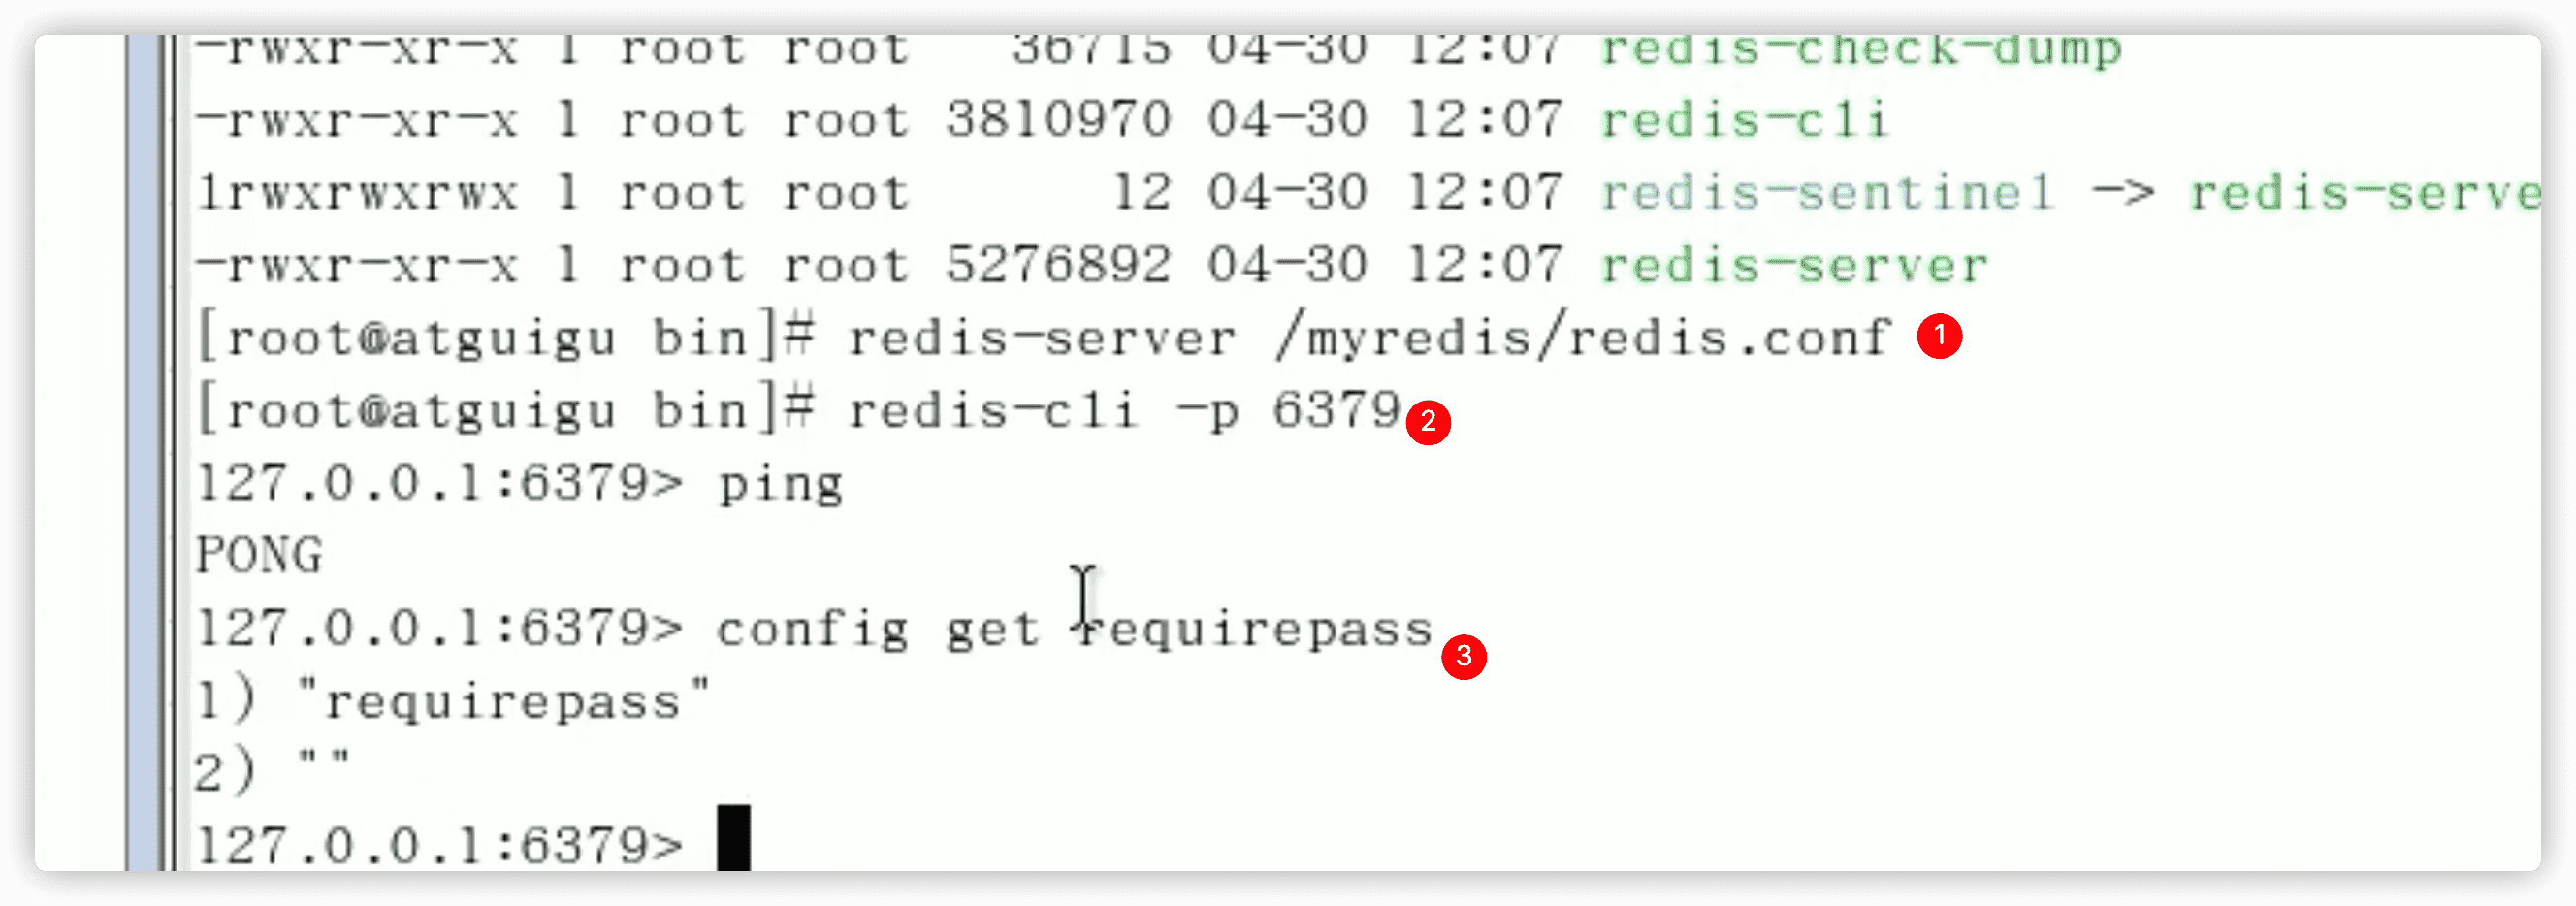 -rwxr-xr-x 1 root root   36715 04-30 12:07 redis-check-dump
-rwxr-xr-x 1 root root 3810970 04-30 12:07 redis-cli
lrwxrwxrwx 1 root root      12 04-30 12:07 redis-sentinel -> redis-serve
-rwxr-xr-x 1 root root 5276892 04-30 12:07 redis-server
[root@atguigu bin]# redis-server /myredis/redis.conf 1
[root@atguigu bin]# redis-cli -p 6379 2
127.0.0.1:6379> ping
PONG
127.0.0.1:6379> config get requirepass 3
1) "requirepass"
2) ""
127.0.0.1:6379>